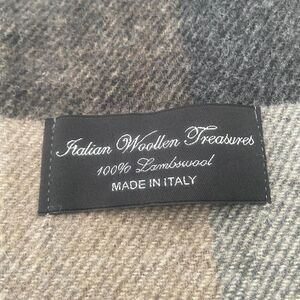 Italian Woollen Treasures
100% Lambswool
MADE IN ITALY